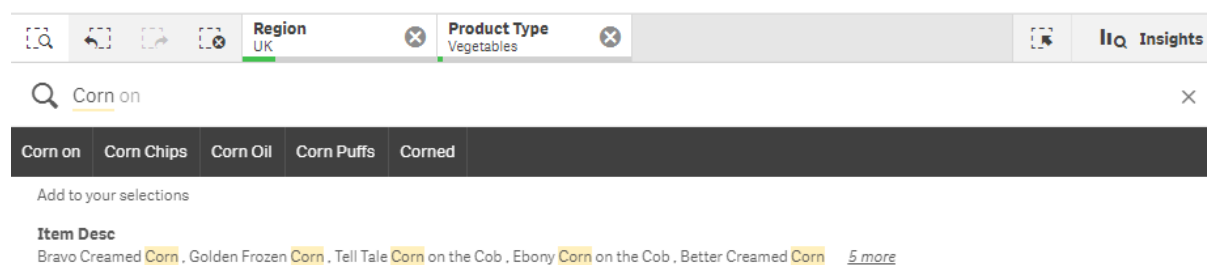 Region
UK
Product Type
Vegetables
Insights
Corn on
Corn on Corn Chips Corn Oil Corn Puffs Corned
Add to your selections
Item Desc
Bravo Creamed Corn , Golden Frozen Corn , Tell Tale Corn on the Cob , Ebony Corn on the Cob , Better Creamed Corn 5 more